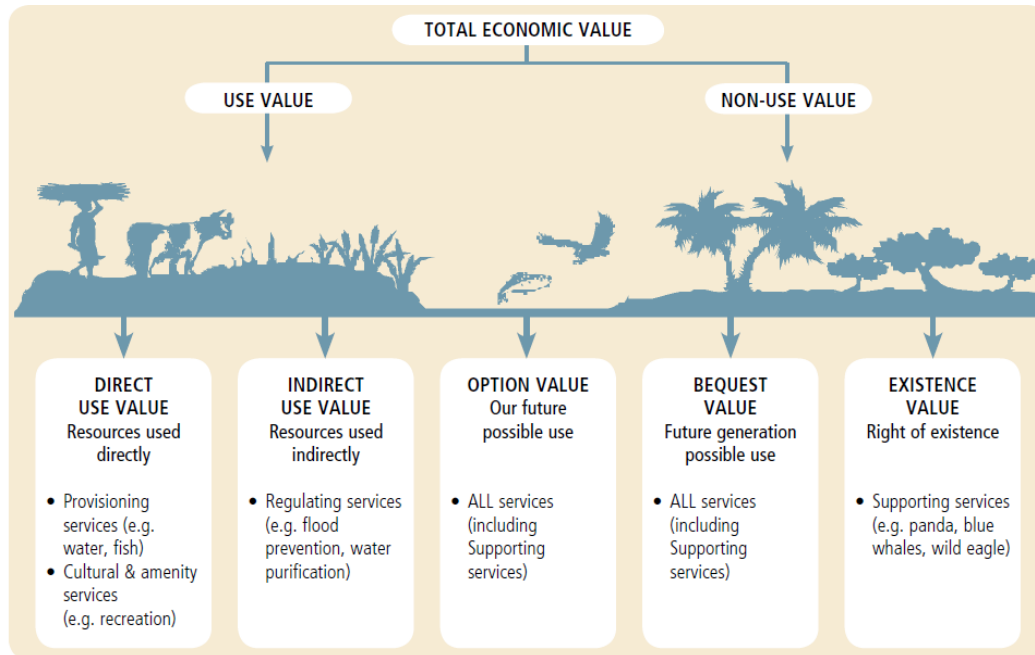 TOTAL ECONOMIC VALUE
USE VALUE
NON-USE VALUE
DIRECT
USE VALUE
Resources used
directly
• Provisioning
services (e.g.
water, fish)
• Cultural & amenity
services
(e.g. recreation)
INDIRECT
USE VALUE
Resources used
indirectly
• Regulating services
(e.g. flood
prevention, water
purification)
OPTION VALUE
Our future
possible use
• ALL services
(including
Supporting
services)
BEQUEST
VALUE
Future generation
possible use
• ALL services
(including
Supporting
services)
EXISTENCE
VALUE
Right of existence
• Supporting services
(e.g. panda, blue
whales, wild eagle)